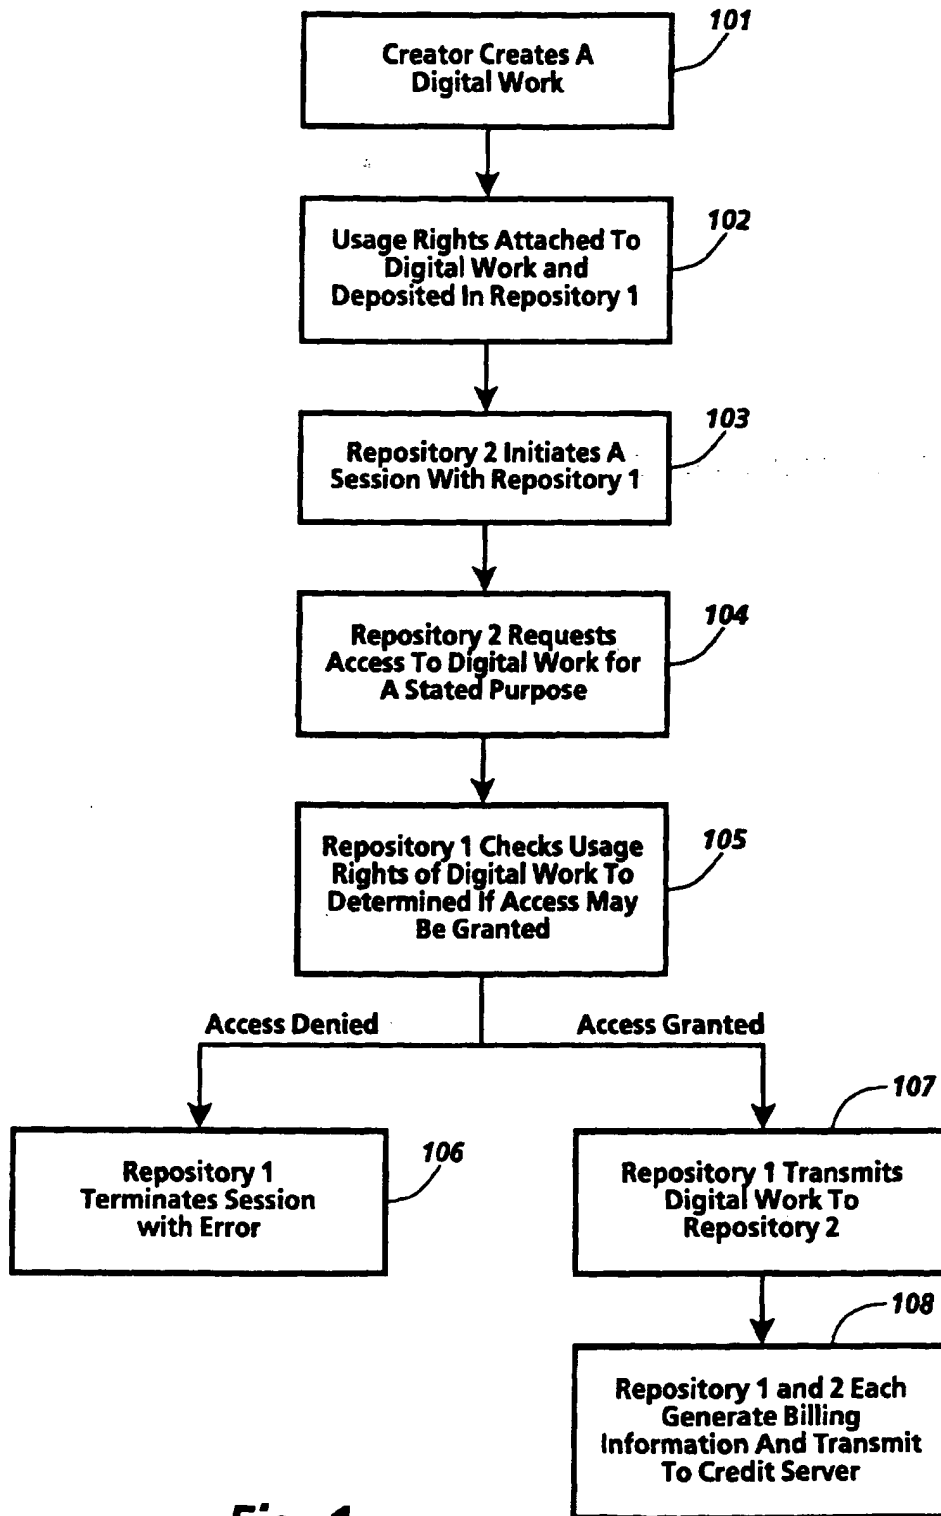 101
Creator Creates A
Digital Work
102
Usage Rights Attached To
Digital Work and
Deposited In Repository 1
103
Repository 2 Initiates A
Session With Repository 1
104
Repository 2 Requests
Access To Digital Work for
A Stated Purpose
105
Repository 1 Checks Usage
Rights of Digital Work To
Determined If Access May
Be Granted
Access Denied
Access Granted
106
Repository 1
Terminates Session
with Error
107
Repository 1 Transmits
Digital Work To
Repository 2
108
Repository 1 and 2 Each
Generate Billing
Information And Transmit
To Credit Server